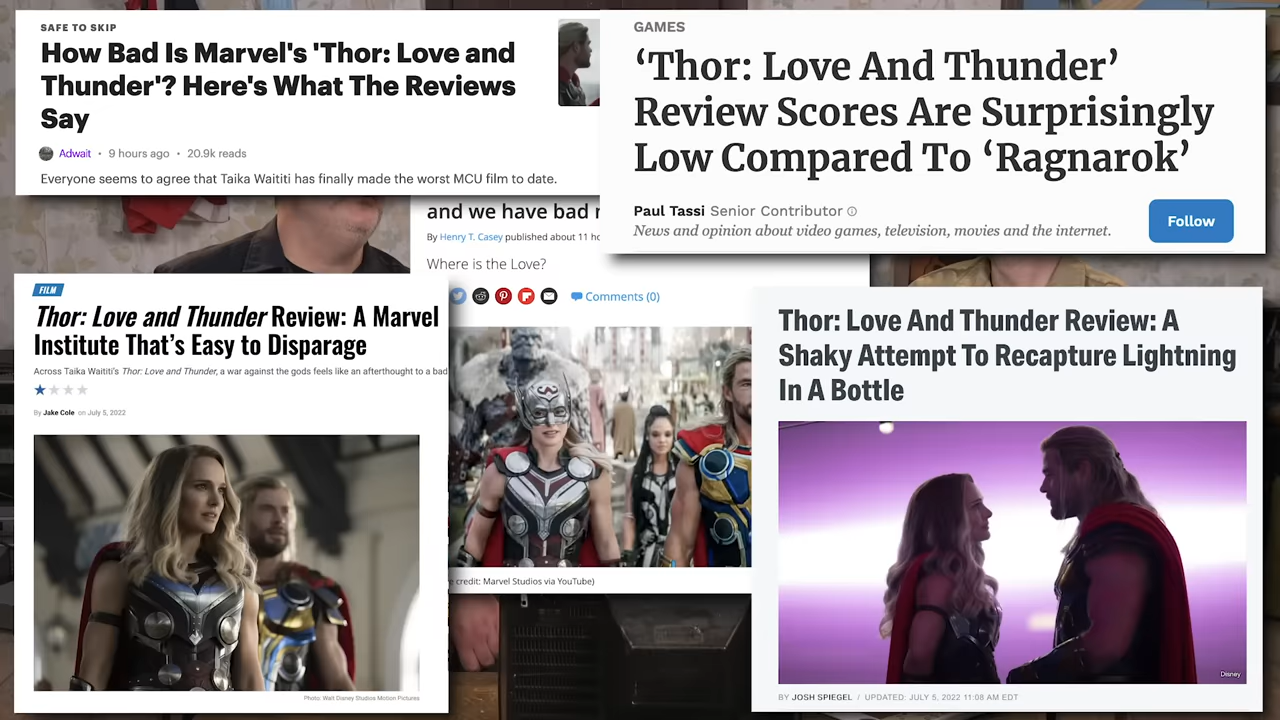 SAFE TO SKIP
How Bad Is Marvel's 'Thor: Love and
Thunder'? Here's What The Reviews
Say
Adwait • 9 hours ago • 20.9k reads
Everyone seems to agree that Taika Waititi has finally made the worst MCU film to date.
GAMES
‘Thor: Love And Thunder’
Review Scores Are Surprisingly
Low Compared To ‘Ragnarok’
Paul Tassi Senior Contributor
News and opinion about video games, television, movies and the internet.
Follow
and we have bad
By Henry T. Casey published about 11
Where is the Love?
Comments (0)
credit: Marvel Studios via YouTube)
FILM
Thor: Love and Thunder Review: A Marvel
Institute That’s Easy to Disparage
Across Taika Waititi’s Thor: Love and Thunder, a war against the gods feels like an afterthought to a bad
By Jake Cole on July 5, 2022
Photo: Walt Disney Studios Motion Pictures
Thor: Love And Thunder Review: A
Shaky Attempt To Recapture Lightning
In A Bottle
Disney
BY JOSH SPIEGEL / UPDATED: JULY 5, 2022 11:08 AM EDT